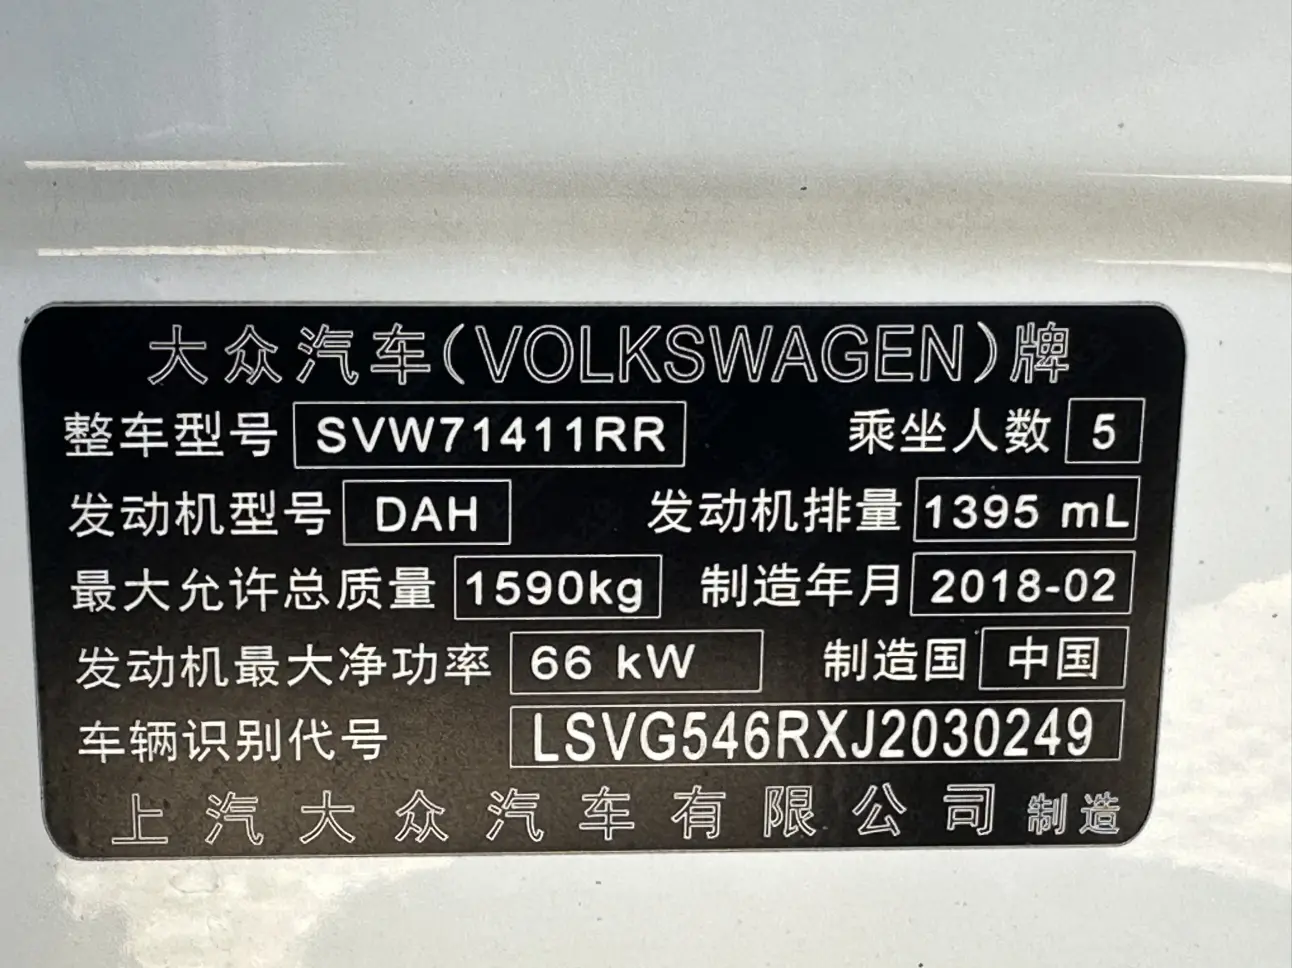 大众汽车(VOLKSWAGEN)牌
整车型号 SVW71411RR 乘坐人数 5
发动机型号 DAH 发动机排量 1395 mL
最大允许总质量 1590kg 制造年月 2018-02
发动机最大净功率 66 kW 制造国 中国
车辆识别代号 LSVG546RXJ2030249
上汽大众汽车有限公司 制造